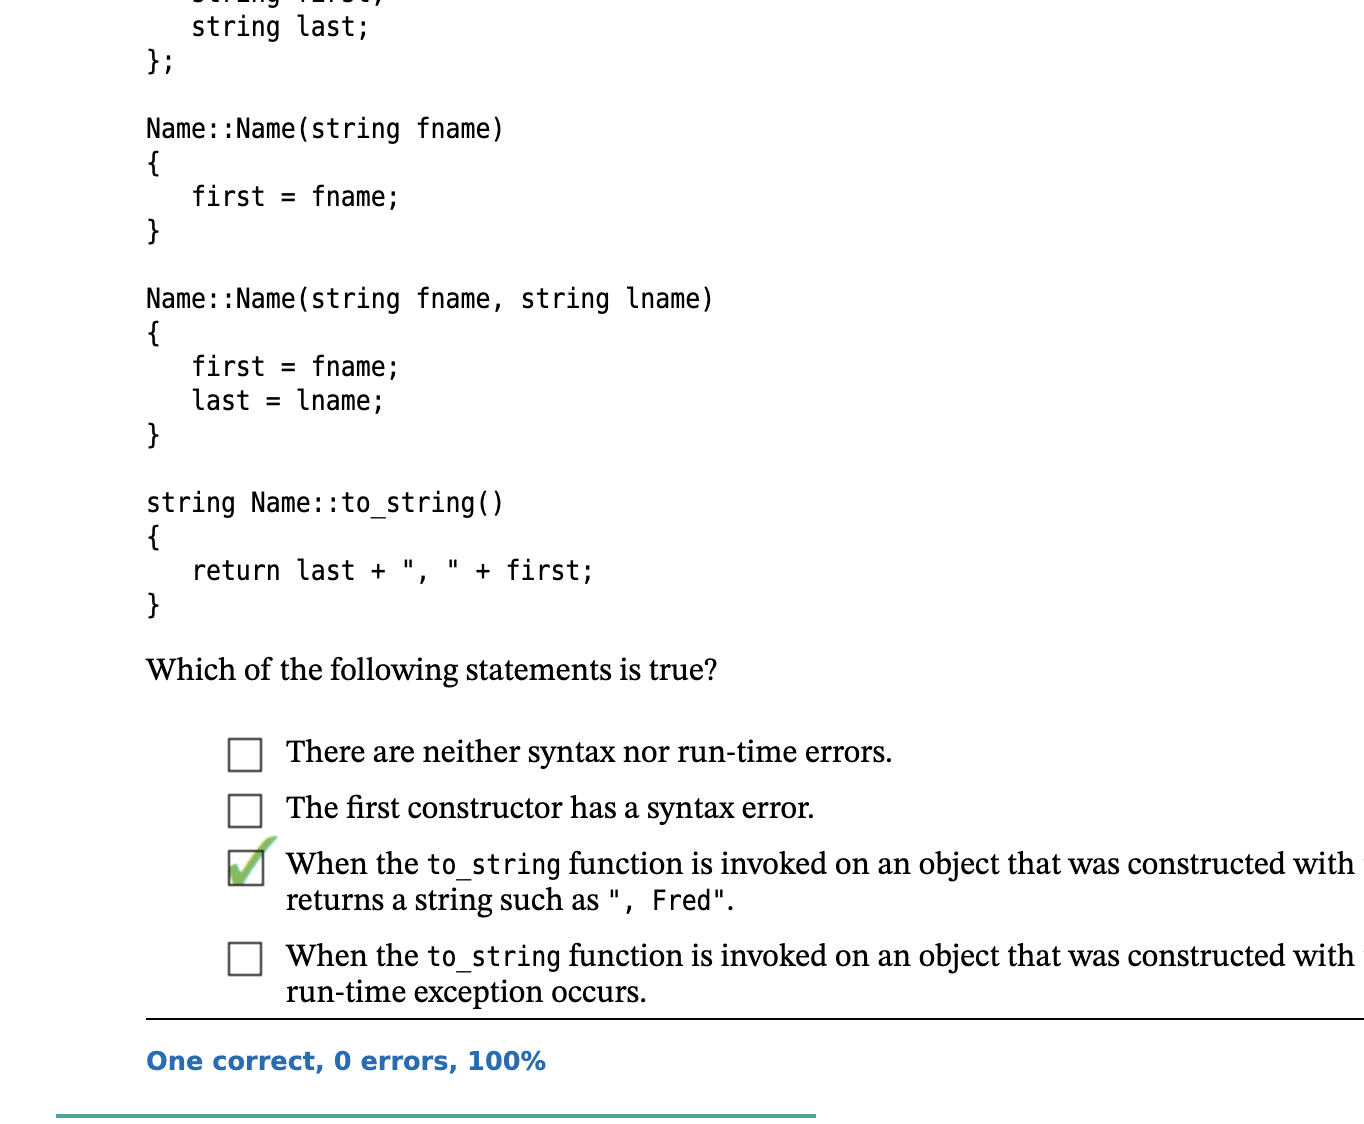 string last;
};
Name::Name(string fname)
{
first = fname;
}
Name::Name(string fname, string lname)
{
first = fname;
last = lname;
}
string Name::to_string()
{
return last + ", " + first;
}
Which of the following statements is true?
There are neither syntax nor run-time errors.
The first constructor has a syntax error.
When the to_string function is invoked on an object that was constructed with
returns a string such as ", Fred".
When the to_string function is invoked on an object that was constructed with
run-time exception occurs.
One correct, 0 errors, 100%